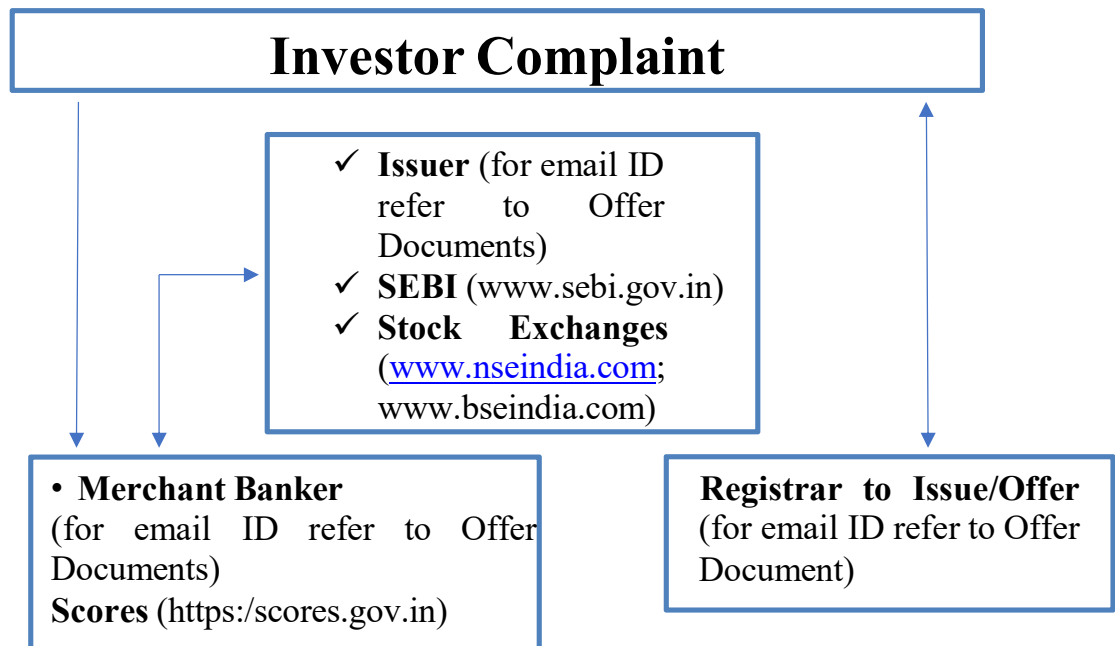 Investor Complaint
✓ Issuer (for email ID
refer to Offer
Documents)
✓ SEBI (www.sebi.gov.in)
✓ Stock Exchanges
(www.nseindia.com;
www.bseindia.com)
• Merchant Banker
(for email ID refer to Offer
Documents)
Scores (https:/scores.gov.in)
Registrar to Issue/Offer
(for email ID refer to Offer
Document)